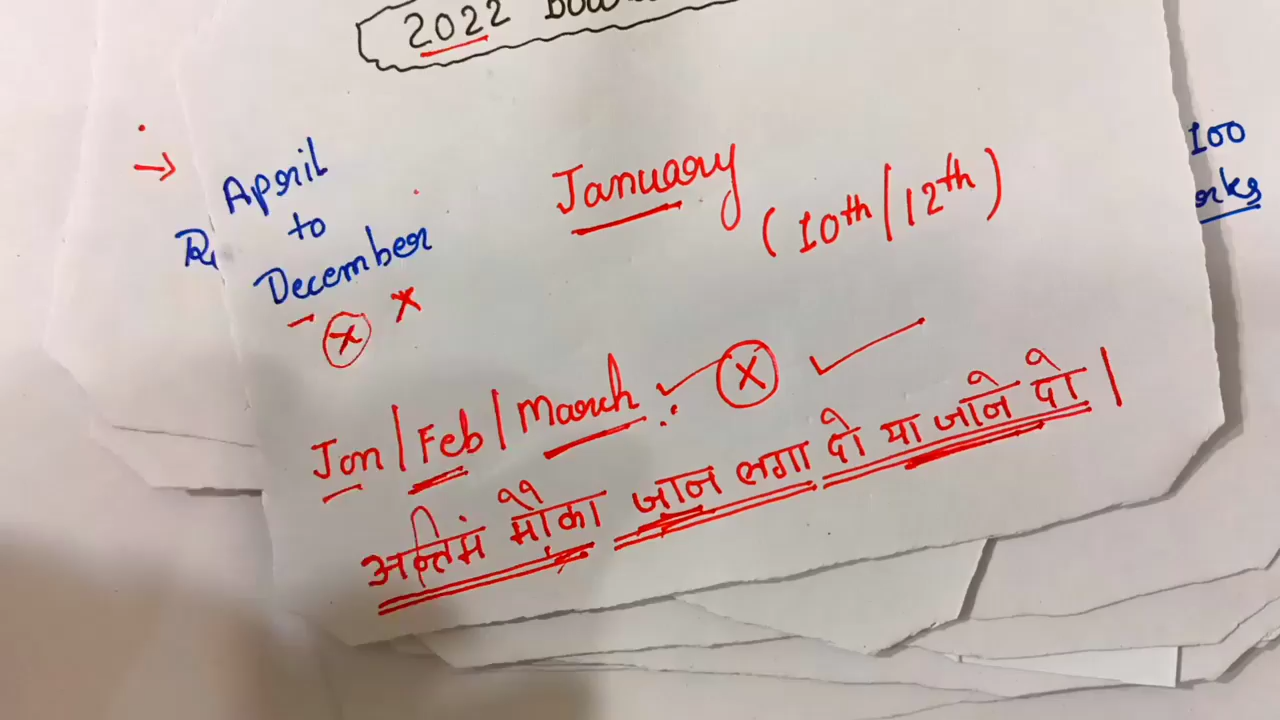 2022
January
(10th/12th)
April
to
December
x x
Jan/Feb/March x
अन्तिमं मौका जान लगा दो या जाने दो।
100